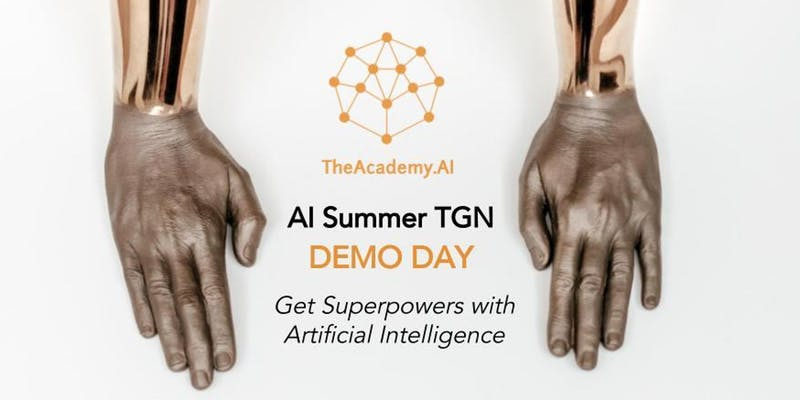 TheAcademy.AI
AI Summer TGN
DEMO DAY
Get Superpowers with
Artificial Intelligence